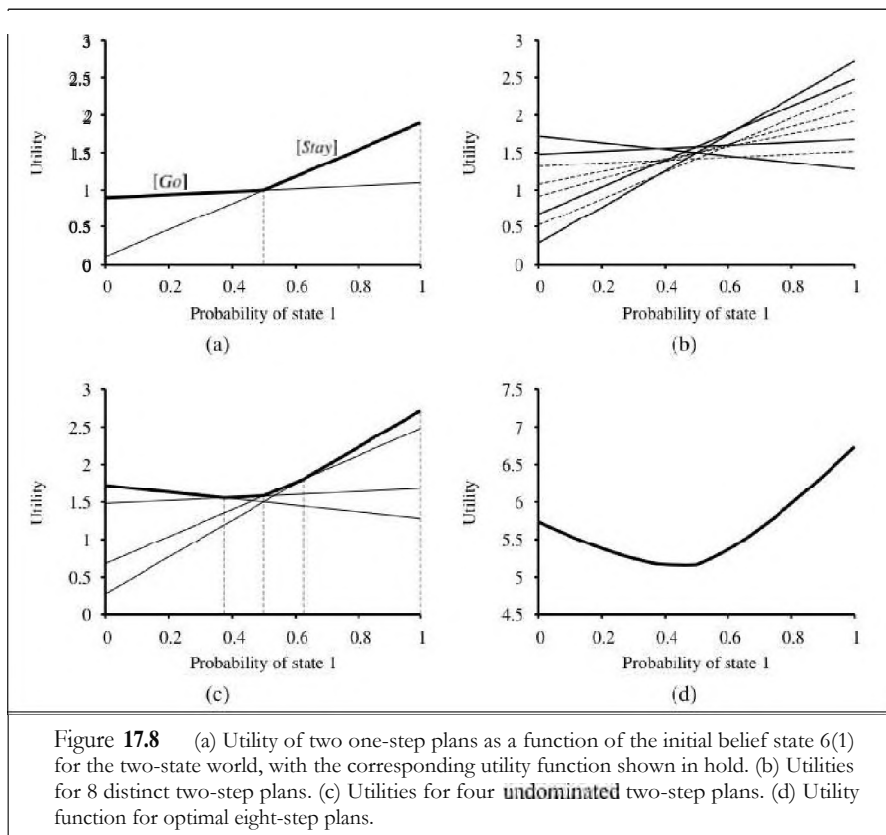 3
2.5
2
1.5
1
0.5
0
Utility
[Go]
[Stay]
0 0.2 0.4 0.6 0.8 1
Probability of state 1
(a)
3
2.5
2
1.5
1
0.5
0
Utility
0 0.2 0.4 0.6 0.8 1
Probability of state 1
(b)
3
2.5
2
1.5
1
0.5
0
Utility
0 0.2 0.4 0.6 0.8 1
Probability of state 1
(c)
7.5
7
6.5
6
5.5
5
4.5
Utility
0 0.2 0.4 0.6 0.8 1
Probability of state 1
(d)
Figure 17.8 (a) Utility of two one-step plans as a function of the initial belief state 6(1)
for the two-state world, with the corresponding utility function shown in hold. (b) Utilities
for 8 distinct two-step plans. (c) Utilities for four undominated two-step plans. (d) Utility
function for optimal eight-step plans.